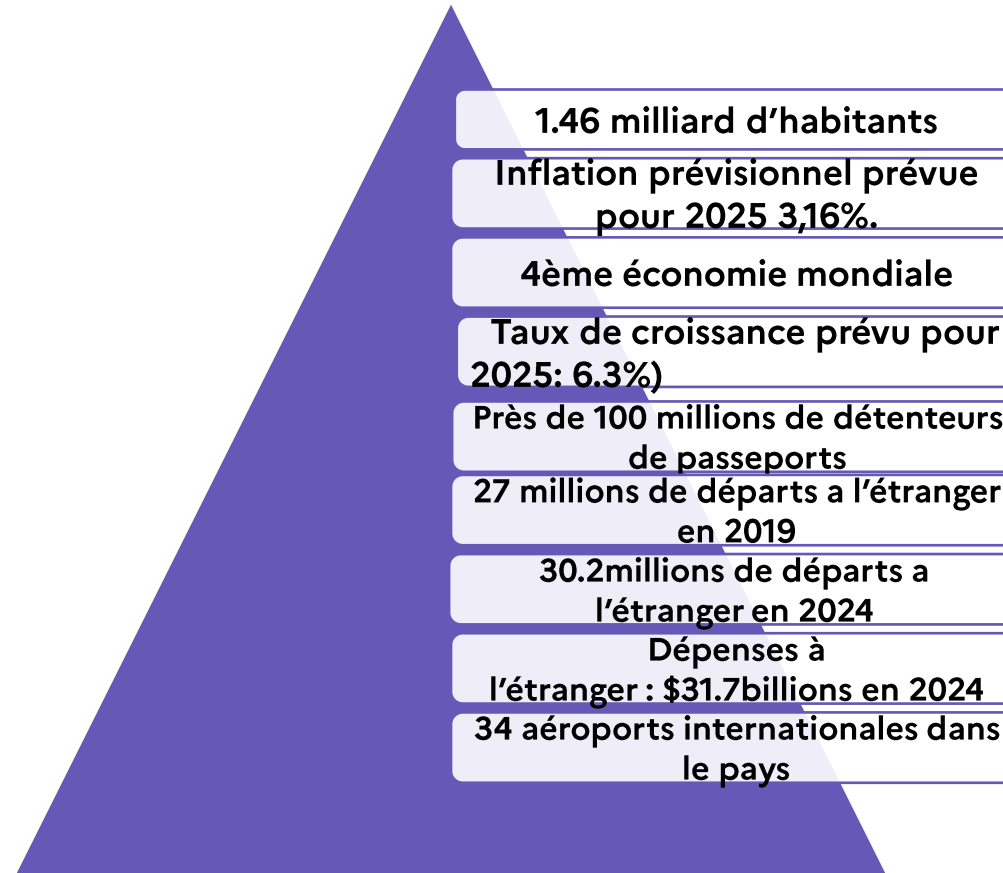 1.46 milliard d’habitants
Inflation prévisionnel prévue
pour 2025 3,16%.
4ème économie mondiale
Taux de croissance prévu pour
2025: 6.3%)
Près de 100 millions de détenteurs
de passeports
27 millions de départs a l’étranger
en 2019
30.2millions de départs a
l’étranger en 2024
Dépenses à
l’étranger : $31.7billions en 2024
34 aéroports internationales dans
le pays